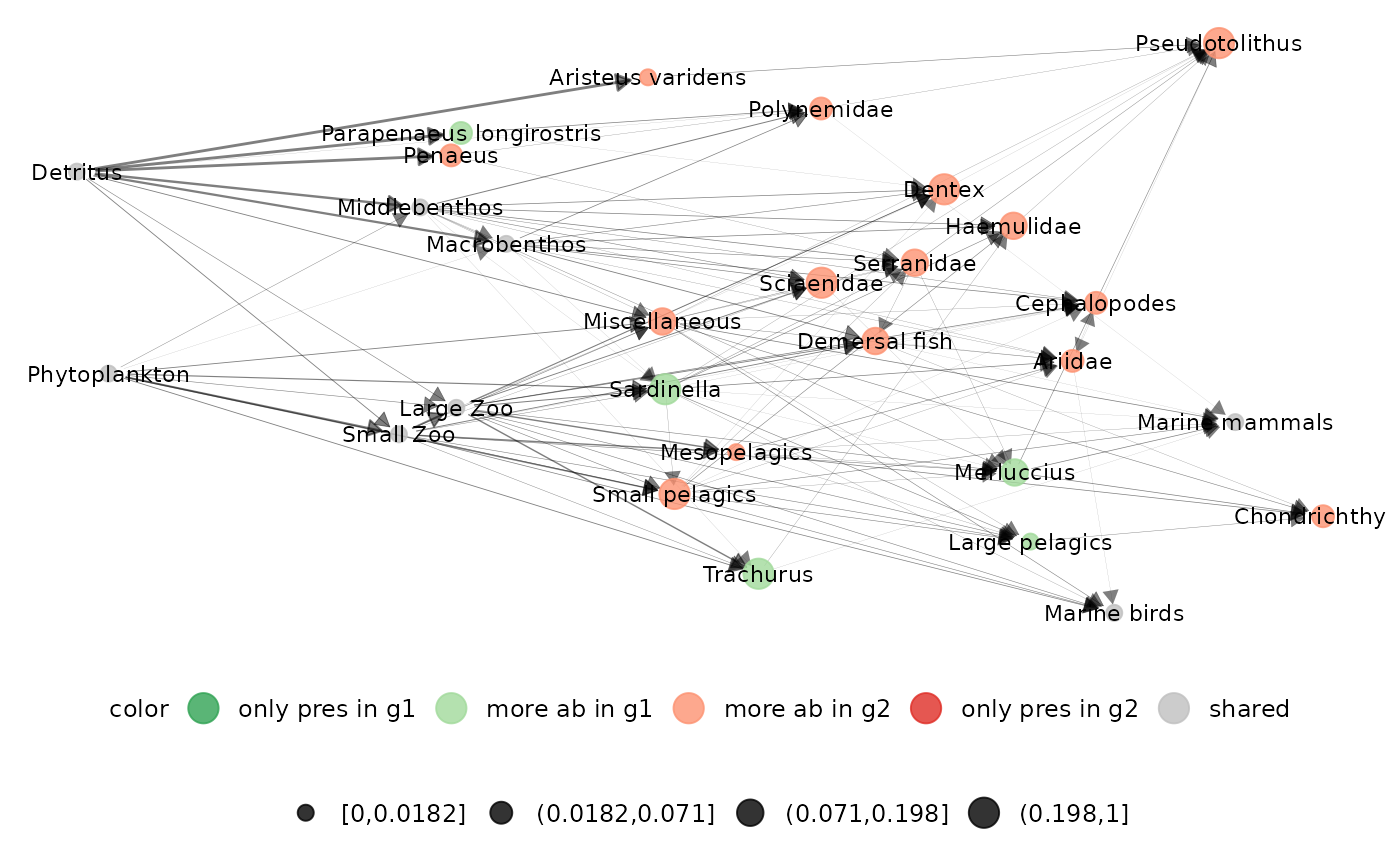 Pseudotolithus
Aristeus varidens
Polynemidae
Parapenaeus longirostris
Penaeus
Detritus
Dentex
Middlebenthos
Haemulidae
Macrobenthos
Serranidae
Sciaenidae
Cephalopodes
Miscellaneous
Demersal fish
Ariidae
Phytoplankton
Sardinella
Large Zoo
Marine mammals
Small Zoo
Mesopelagics
Merluccius
Small pelagics
Chondrichthy
Large pelagics
Trachurus
Marine birds
color only pres in g1 more ab in g1 more ab in g2 only pres in g2 shared
[0,0.0182] (0.0182,0.071] (0.071,0.198] (0.198,1]